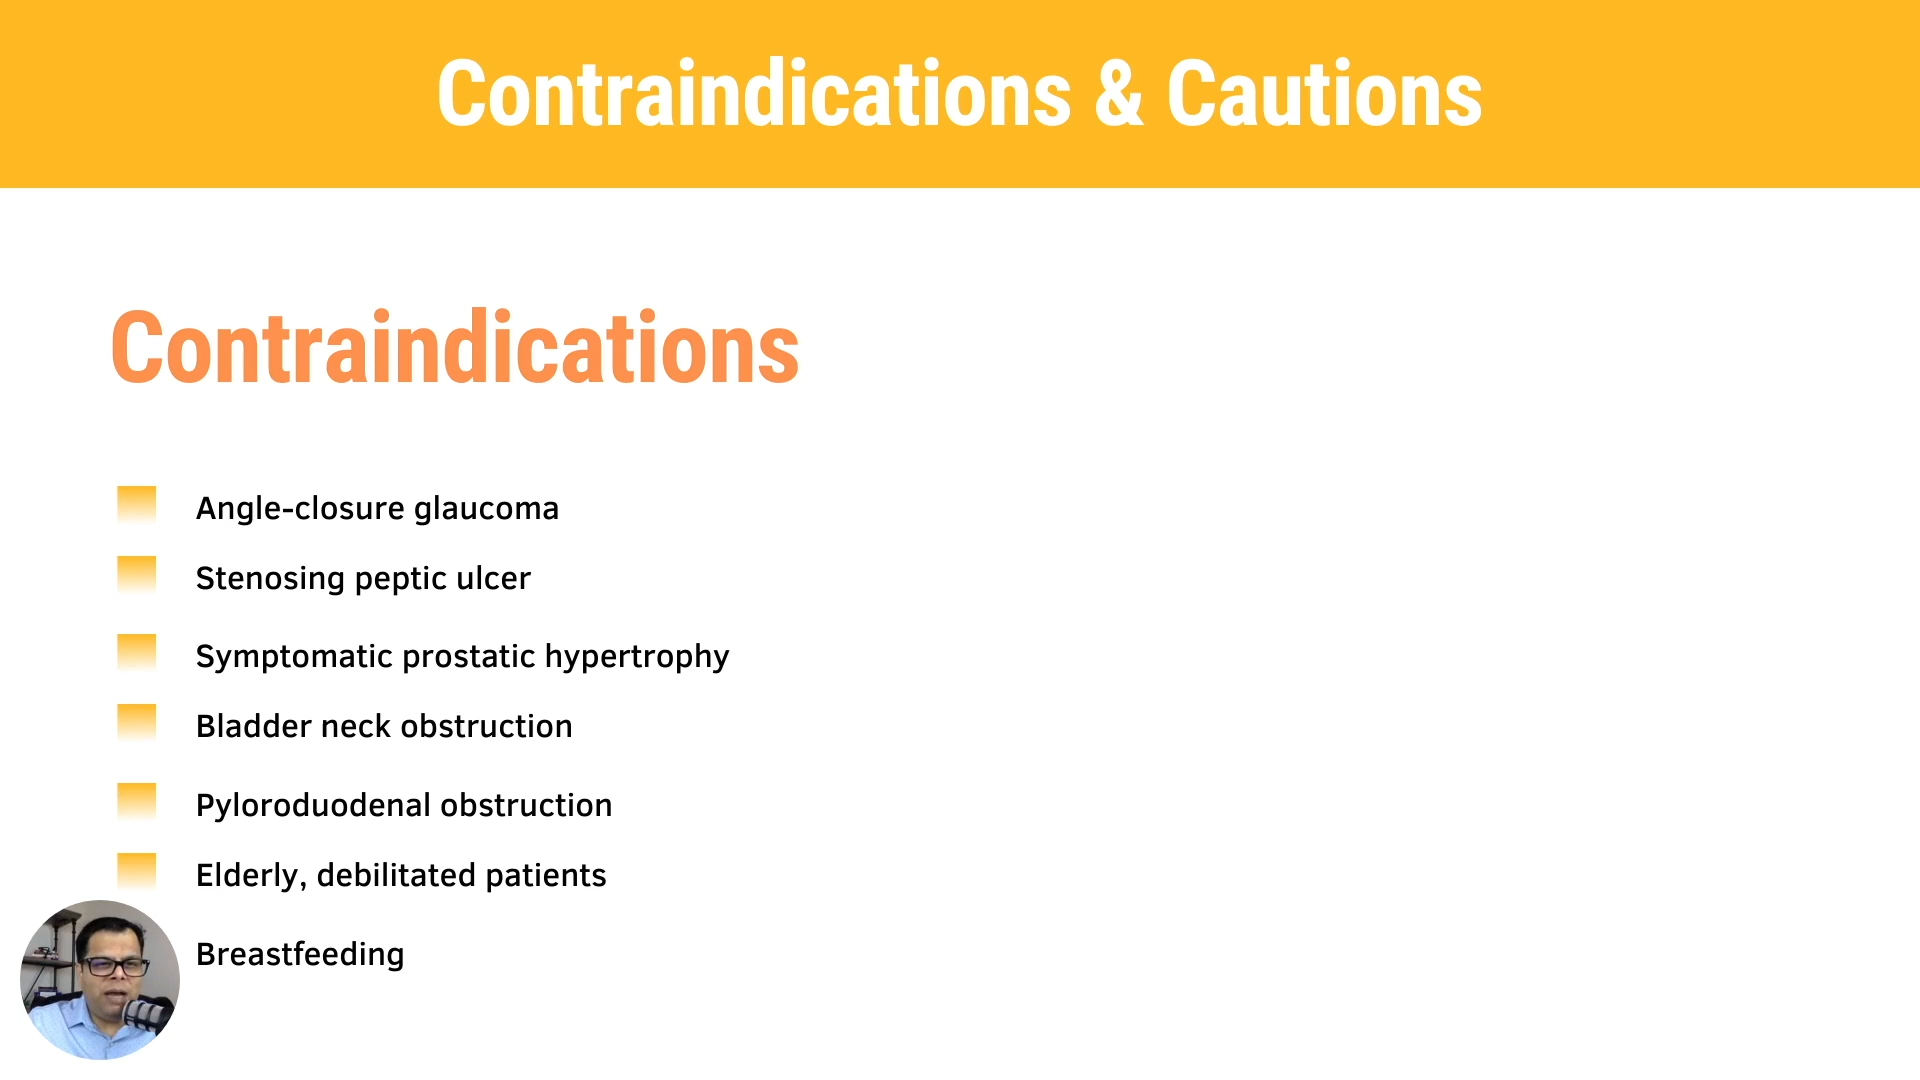 Contraindications & Cautions
Contraindications
Angle-closure glaucoma
Stenosing peptic ulcer
Symptomatic prostatic hypertrophy
Bladder neck obstruction
Pyloroduodenal obstruction
Elderly, debilitated patients
Breastfeeding